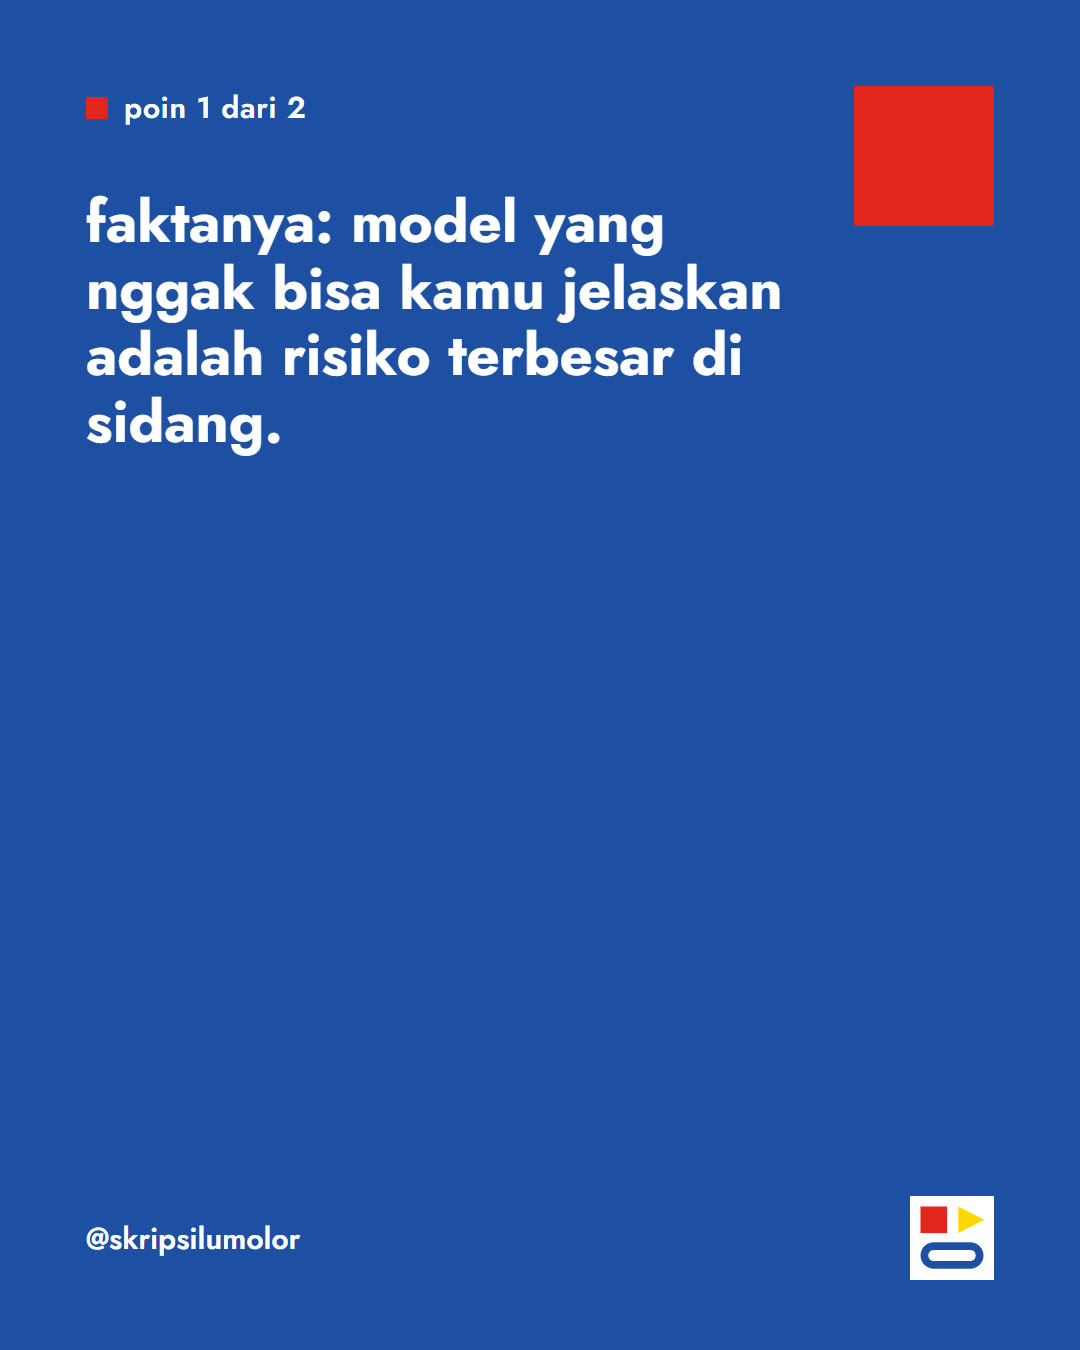 poin 1 dari 2
faktanya: model yang
nggak bisa kamu jelaskan
adalah risiko terbesar di
sidang.
@skripsilumolor